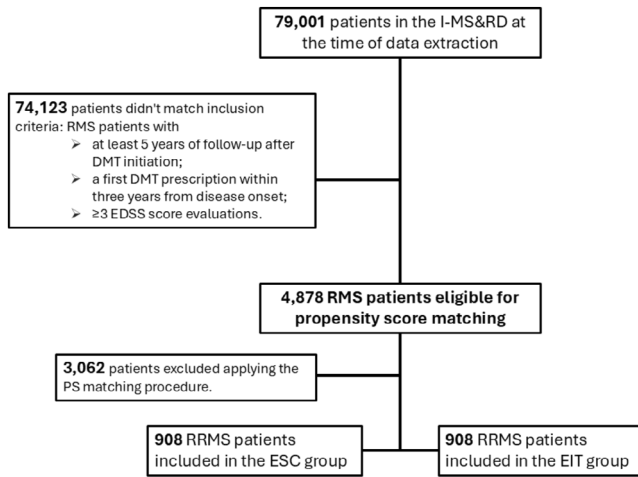 79,001 patients in the I-MS&RD at
the time of data extraction
74,123 patients didn't match inclusion
criteria: RMS patients with
➤ at least 5 years of follow-up after
DMT initiation;
➤ a first DMT prescription within
three years from disease onset;
➤ ≥3 EDSS score evaluations.
4,878 RMS patients eligible for
propensity score matching
3,062 patients excluded applying the
PS matching procedure.
908 RRMS patients
included in the ESC group
908 RRMS patients
included in the EIT group